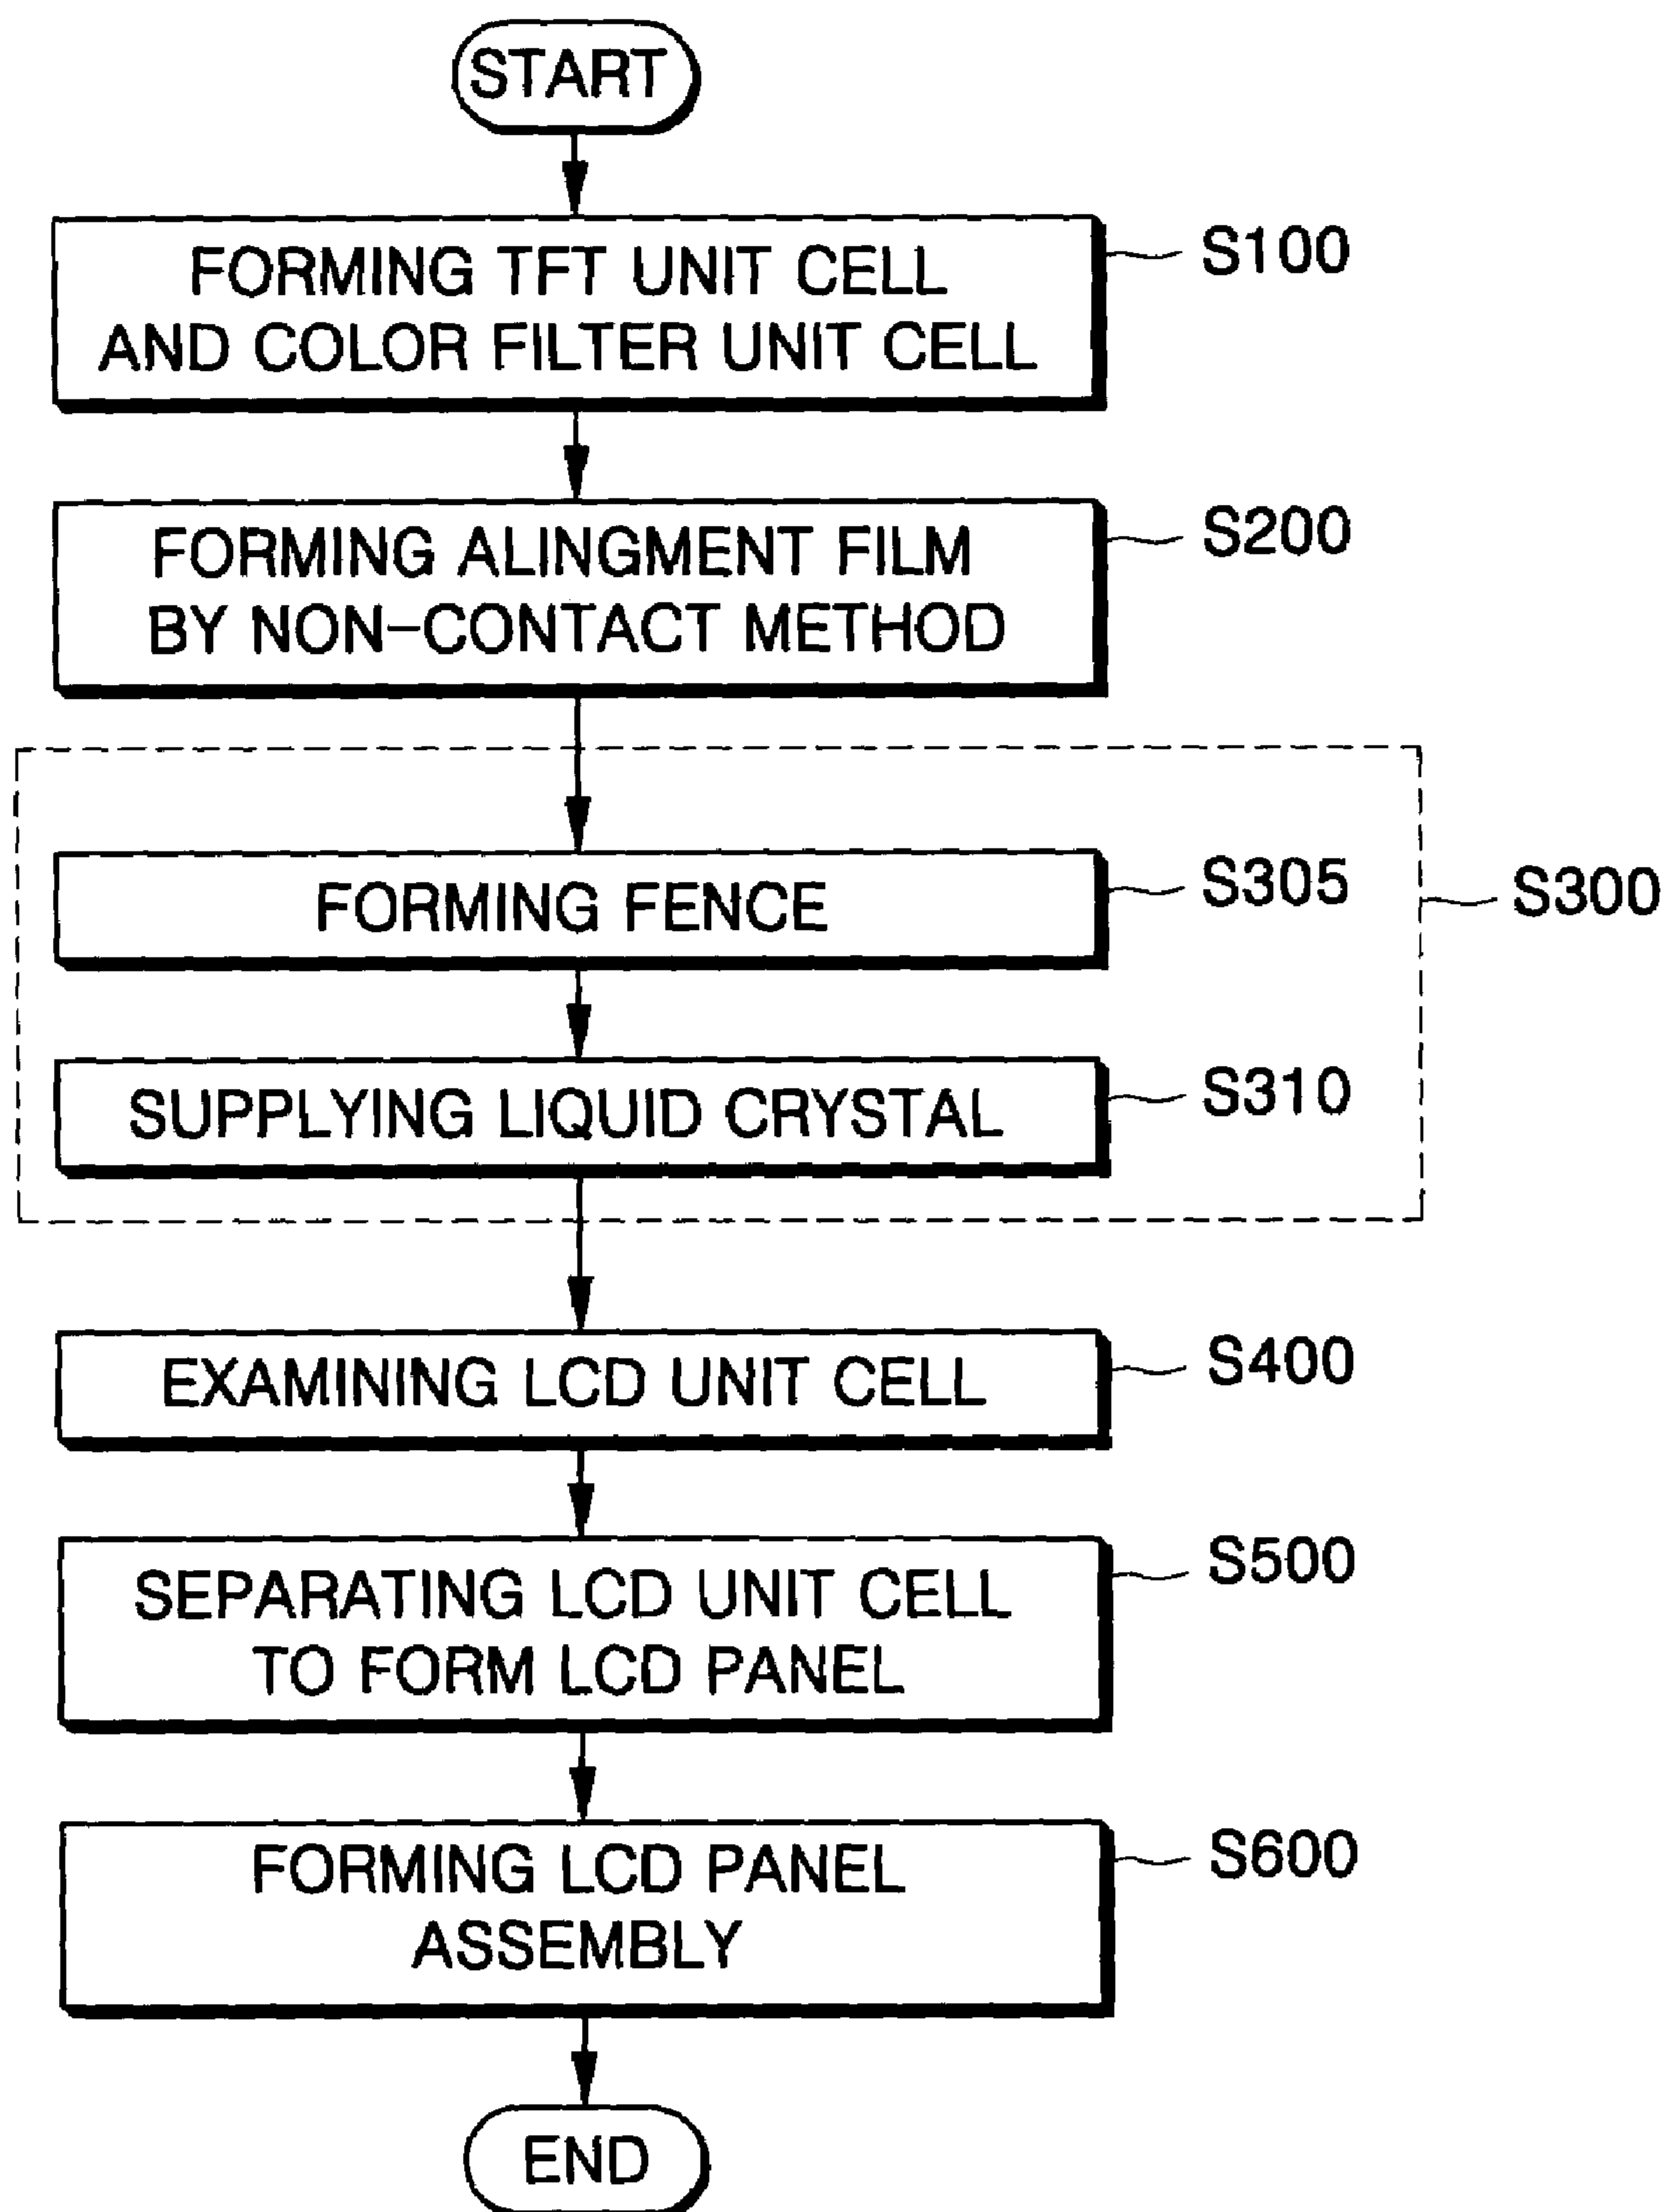 START
FORMING TFT UNIT CELL
AND COLOR FILTER UNIT CELL
S100
FORMING ALINGMENT FILM
BY NON-CONTACT METHOD
S200
FORMING FENCE
S305
S300
SUPPLYING LIQUID CRYSTAL
S310
EXAMINING LCD UNIT CELL
S400
SEPARATING LCD UNIT CELL
TO FORM LCD PANEL
S500
FORMING LCD PANEL
ASSEMBLY
S600
END